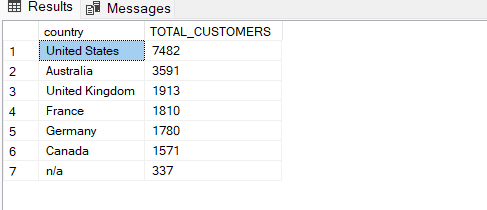 Results Messages
country TOTAL_CUSTOMERS
1 United States 7482
2 Australia 3591
3 United Kingdom 1913
4 France 1810
5 Germany 1780
6 Canada 1571
7 n/a 337